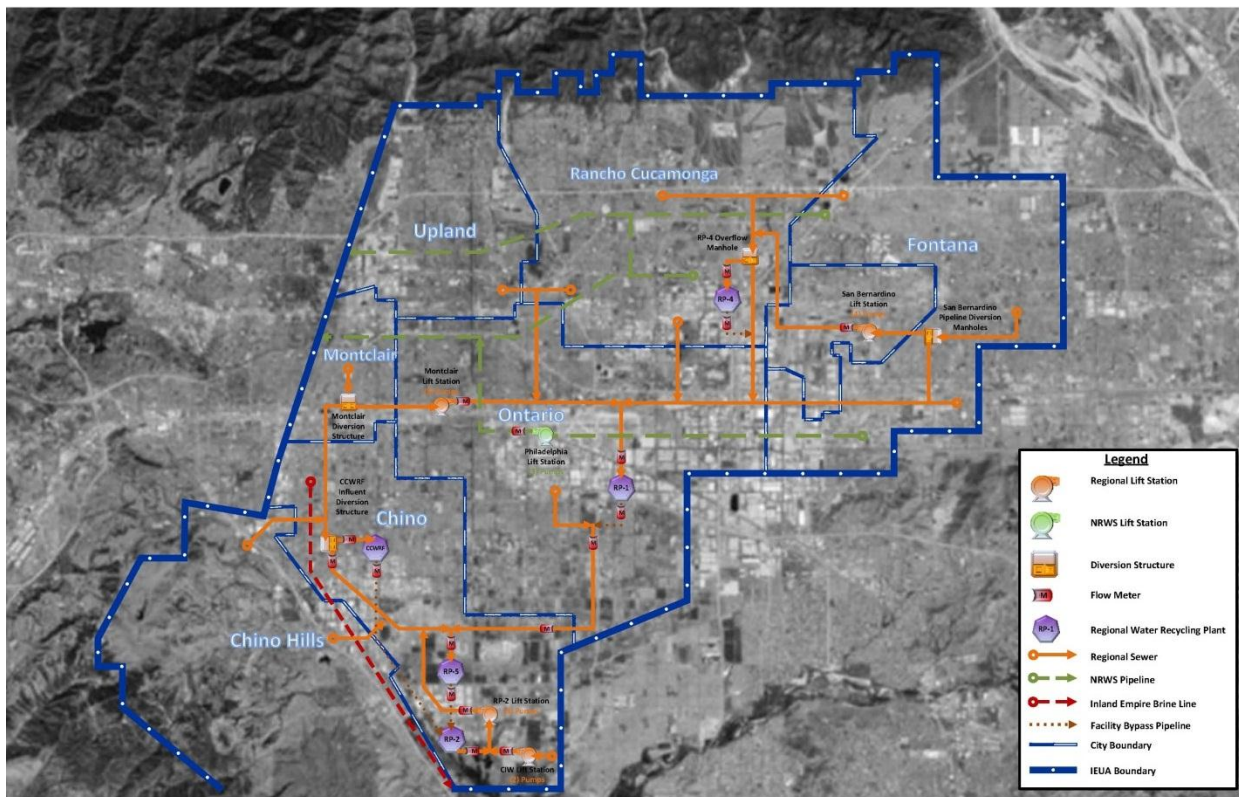 Rancho Cucamonga
Upland
RP-4 Overflow
Manhole
Fontana
RP-4
San Bernardino
Lift Station
San Bernardino
Pipeline Diversion
Manholes
M
M
M
Montclair
Montclair
Lift Station
M
Montclair
Diversion
Structure
Ontario
M
Philadelphia
Lift Station
M
RP-1
M
CCWRF
Influent
Diversion
Structure
Chino
M
CCWRF
M
M
M
Chino Hills
M
M
RP-5
M
RP-2 Lift Station
M
RP-2
M
M
CIW Lift Station
(2) Pumps
Legend
Regional Lift Station
NRWS Lift Station
Diversion Structure
M
Flow Meter
RP-1
Regional Water Recycling Plant
Regional Sewer
NRWS Pipeline
Inland Empire Brine Line
Facility Bypass Pipeline
City Boundary
IEUA Boundary